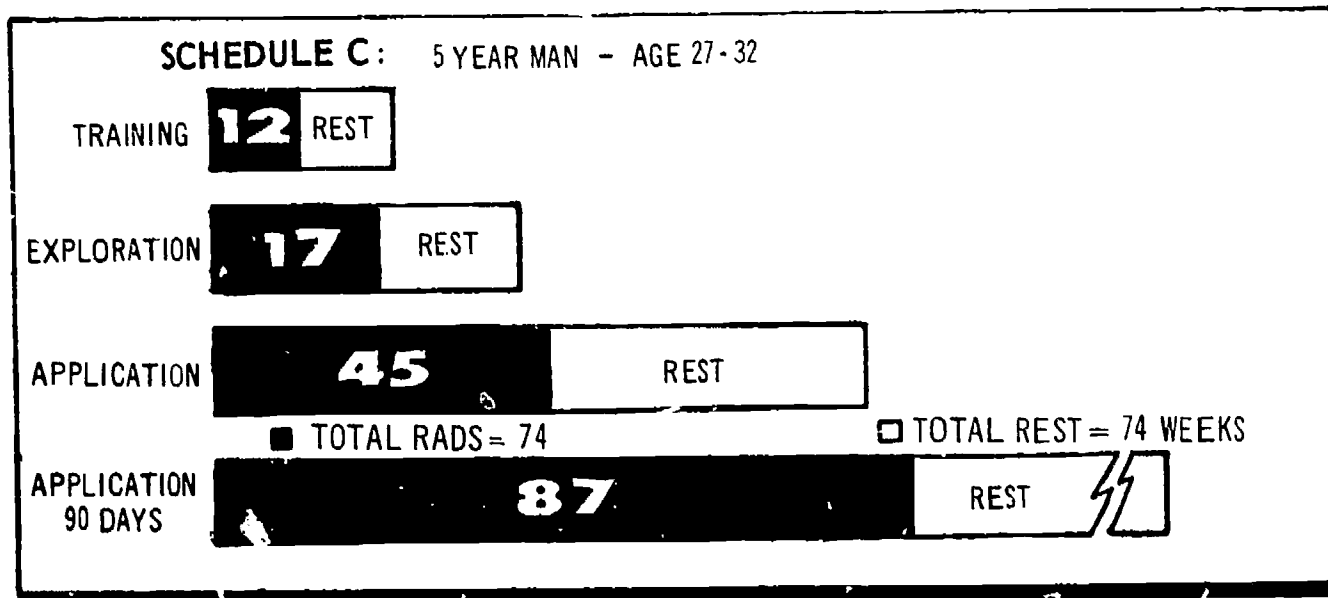 SCHEDULE C: 5 YEAR MAN - AGE 27-32
TRAINING 12 REST
EXPLORATION 17 REST
APPLICATION 45 REST
TOTAL RADS = 74 TOTAL REST = 74 WEEKS
APPLICATION
90 DAYS
87 REST